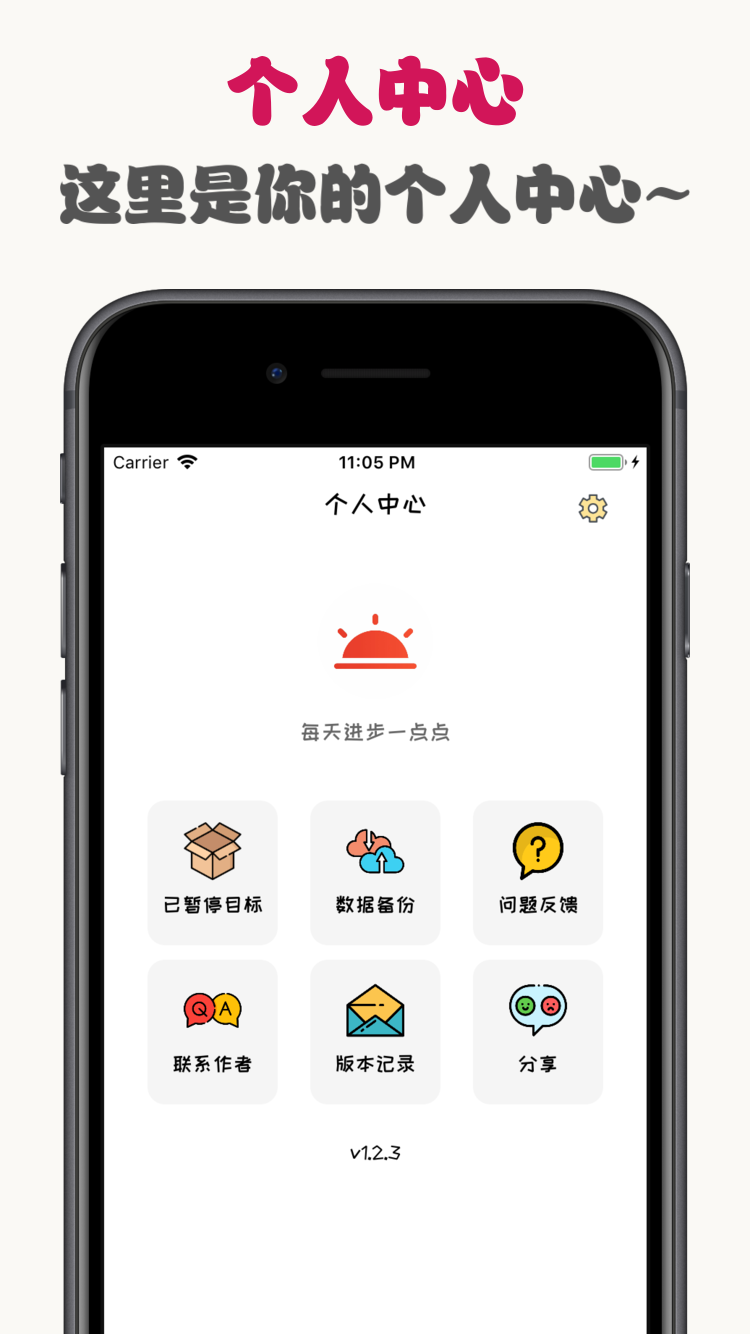 个人中心
这里是你的个人中心~
Carrier 11:05 PM
个人中心
每天进步一点点
已暂停目标 数据备份 问题反馈
Q A
联系作者 版本记录 分享
v1.2.3